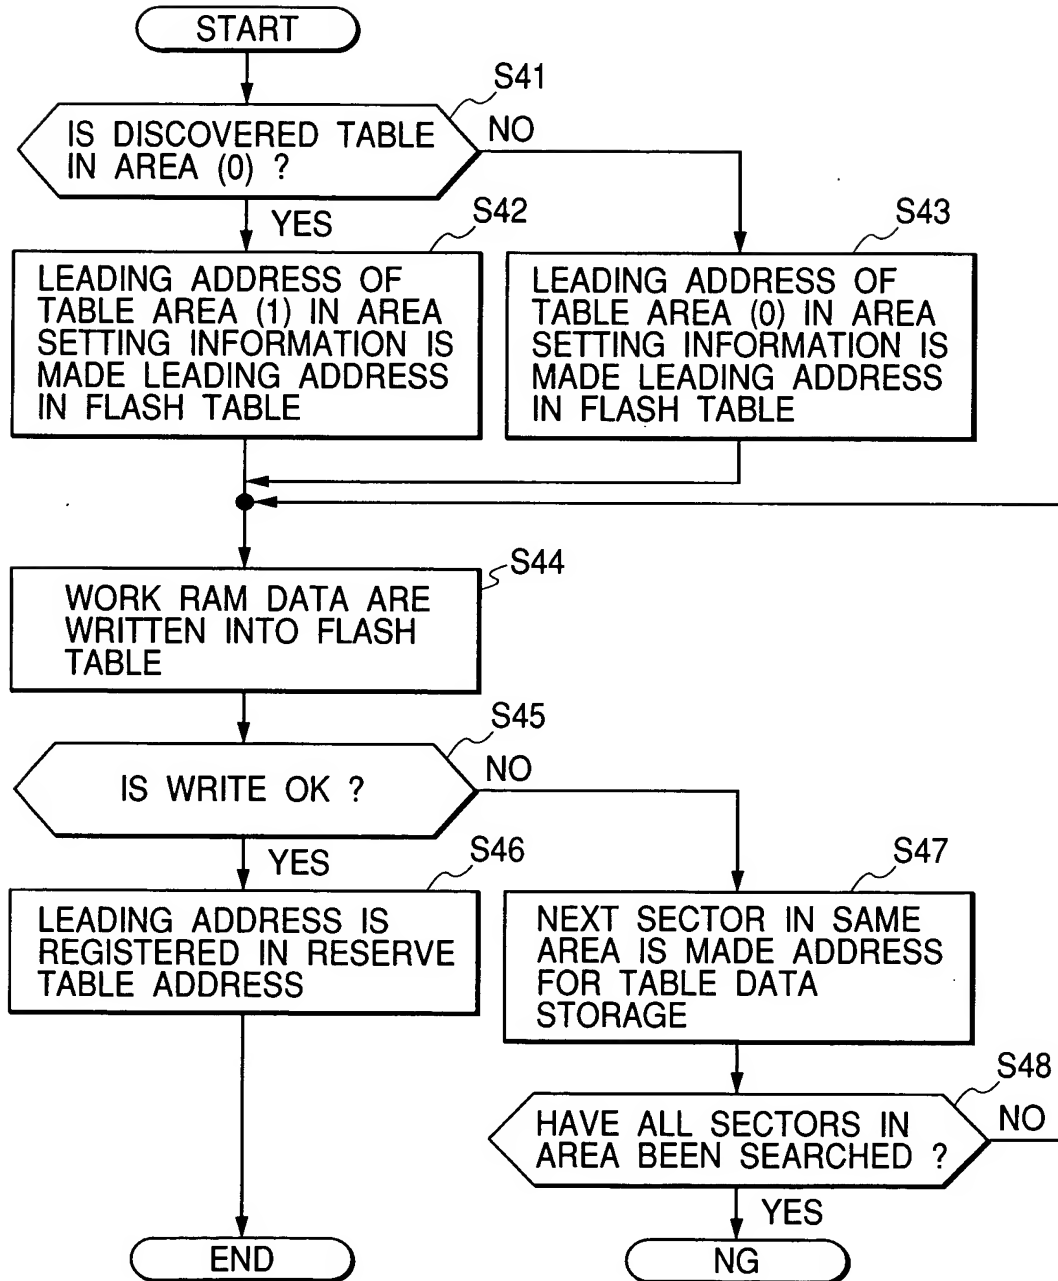 START
S41
IS DISCOVERED TABLE
IN AREA (0) ?
NO
YES
S42
LEADING ADDRESS OF
TABLE AREA (1) IN AREA
SETTING INFORMATION IS
MADE LEADING ADDRESS
IN FLASH TABLE
S43
LEADING ADDRESS OF
TABLE AREA (0) IN AREA
SETTING INFORMATION IS
MADE LEADING ADDRESS
IN FLASH TABLE
S44
WORK RAM DATA ARE
WRITTEN INTO FLASH
TABLE
S45
IS WRITE OK ?
NO
YES
S46
LEADING ADDRESS IS
REGISTERED IN RESERVE
TABLE ADDRESS
S47
NEXT SECTOR IN SAME
AREA IS MADE ADDRESS
FOR TABLE DATA
STORAGE
S48
HAVE ALL SECTORS IN
AREA BEEN SEARCHED ?
NO
YES
END
NG